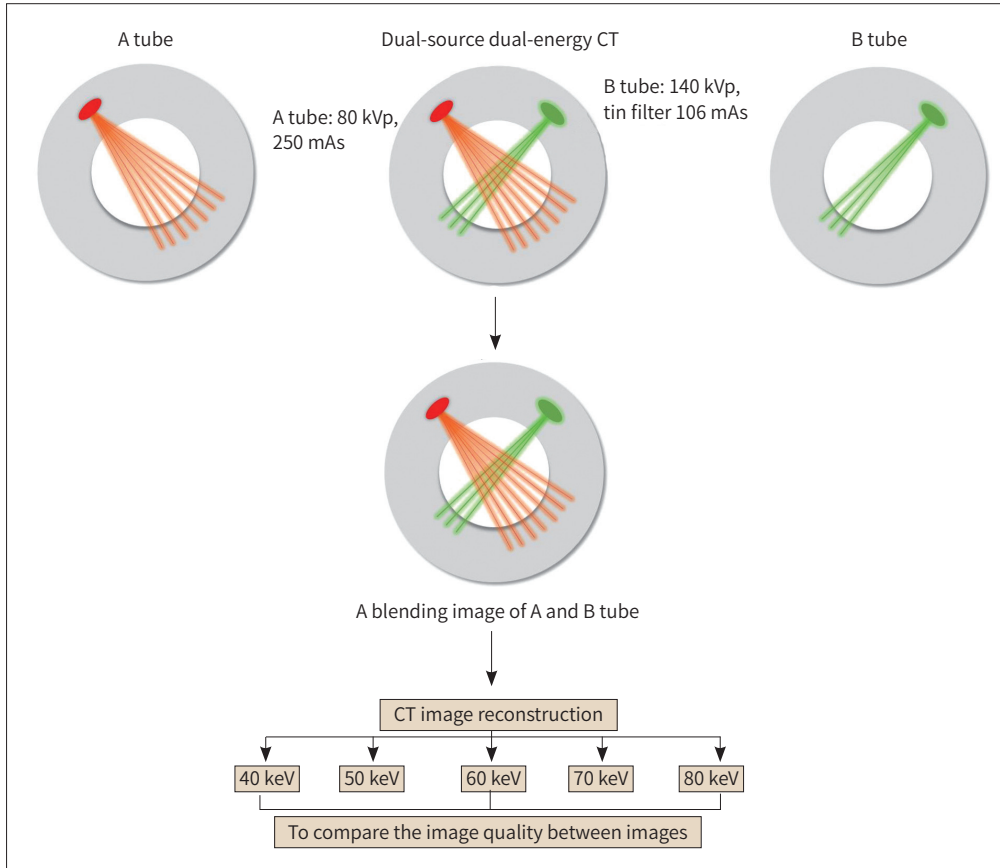 A tube
Dual-source dual-energy CT
B tube
A tube: 80 kVp,
250 mAs
B tube: 140 kVp,
tin filter 106 mAs
A blending image of A and B tube
CT image reconstruction
40 keV
50 keV
60 keV
70 keV
80 keV
To compare the image quality between images